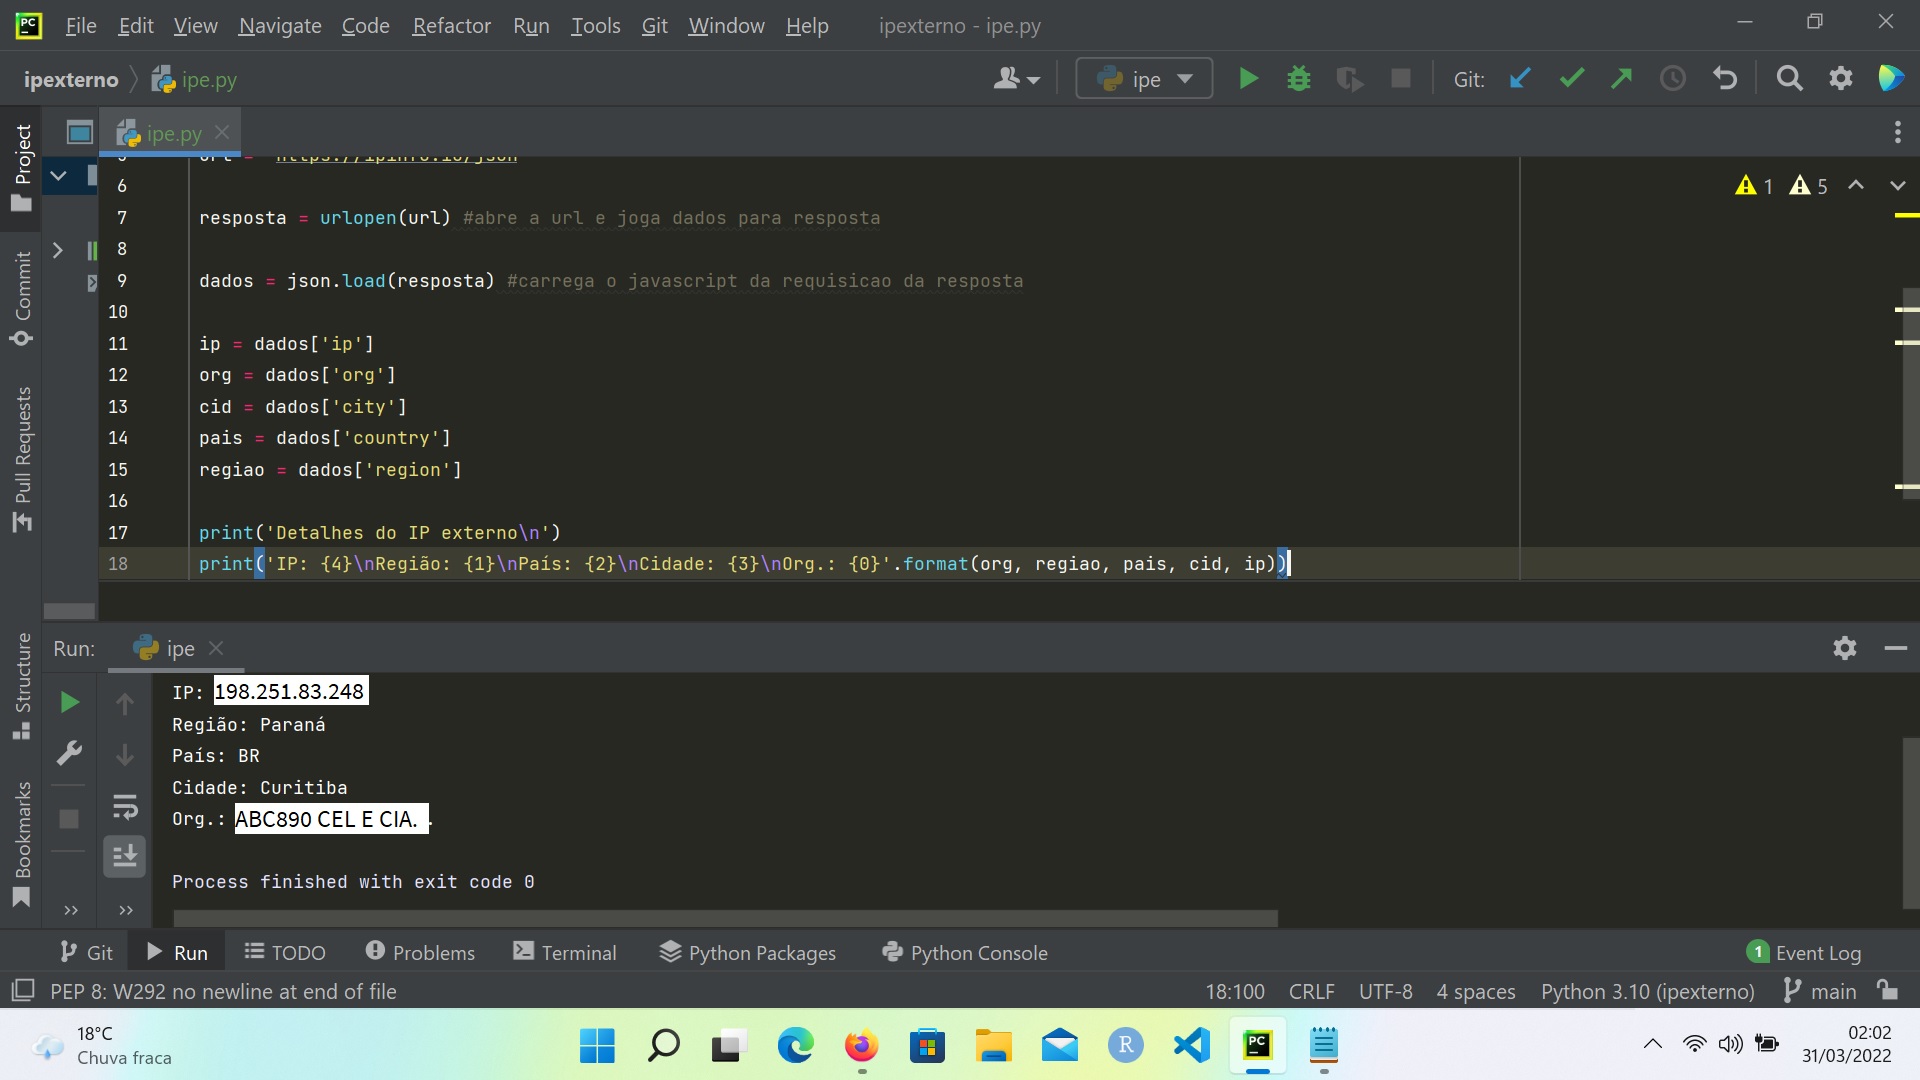 File Edit View Navigate Code Refactor Run Tools Git Window Help ipexterno - ipe.py
ipexterno ipe.py ipe Git:
Project
Commit
Pull Requests
Structure
Bookmarks
ipe.py
5 url = "https://ipinfo.io/json"
6
7 resposta = urlopen(url) #abre a url e joga dados para resposta
8
9 dados = json.load(resposta) #carrega o javascript da requisicao da resposta
10
11 ip = dados['ip']
12 org = dados['org']
13 cid = dados['city']
14 pais = dados['country']
15 regiao = dados['region']
16
17 print('Detalhes do IP externo\n')
18 print('IP: {4}\nRegião: {1}\nPaís: {2}\nCidade: {3}\nOrg.: {0}'.format(org, regiao, pais, cid, ip))
1 5
Run: ipe
IP: 198.251.83.248
Região: Paraná
País: BR
Cidade: Curitiba
Org.: ABC890 CEL E CIA. .
Process finished with exit code 0
Git Run TODO Problems Terminal Python Packages Python Console 1 Event Log
PEP 8: W292 no newline at end of file 18:100 CRLF UTF-8 4 spaces Python 3.10 (ipexterno) main
18°C
Chuva fraca
R
PC
02:02
31/03/2022